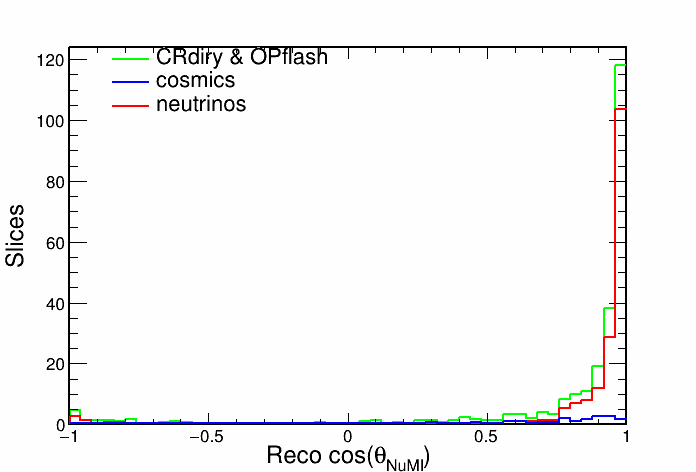 CRdiry & OPflash
cosmics
neutrinos
Slices
120
100
80
60
40
20
0
−1 −0.5 0 0.5 1
Reco cos(θNuMI)